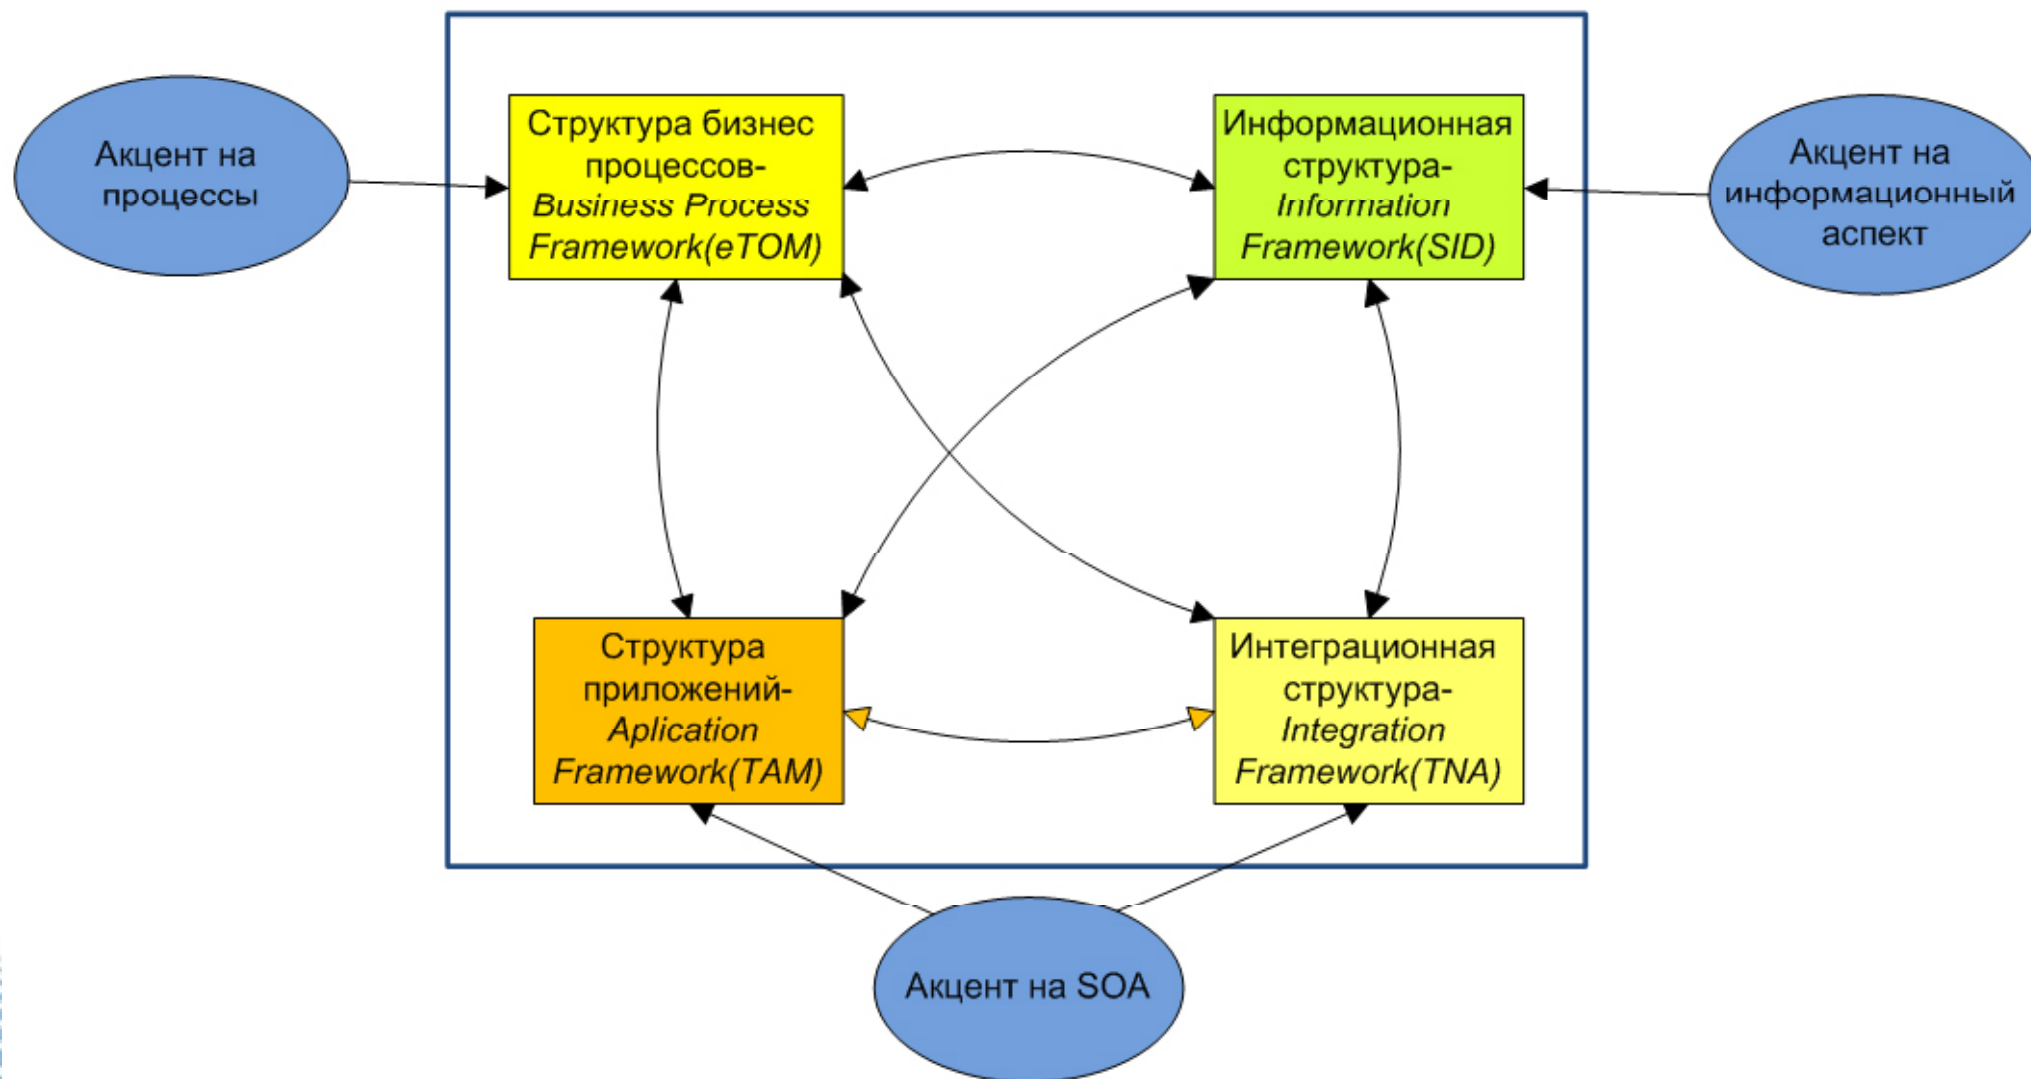 Акцент на
процессы
Структура бизнес
процессов-
Business Process
Framework(eTOM)
Информационная
структура-
Information
Framework(SID)
Акцент на
информационный
аспект
Структура
приложений-
Aplication
Framework(TAM)
Интеграционная
структура-
Integration
Framework(TNA)
Акцент на SOA